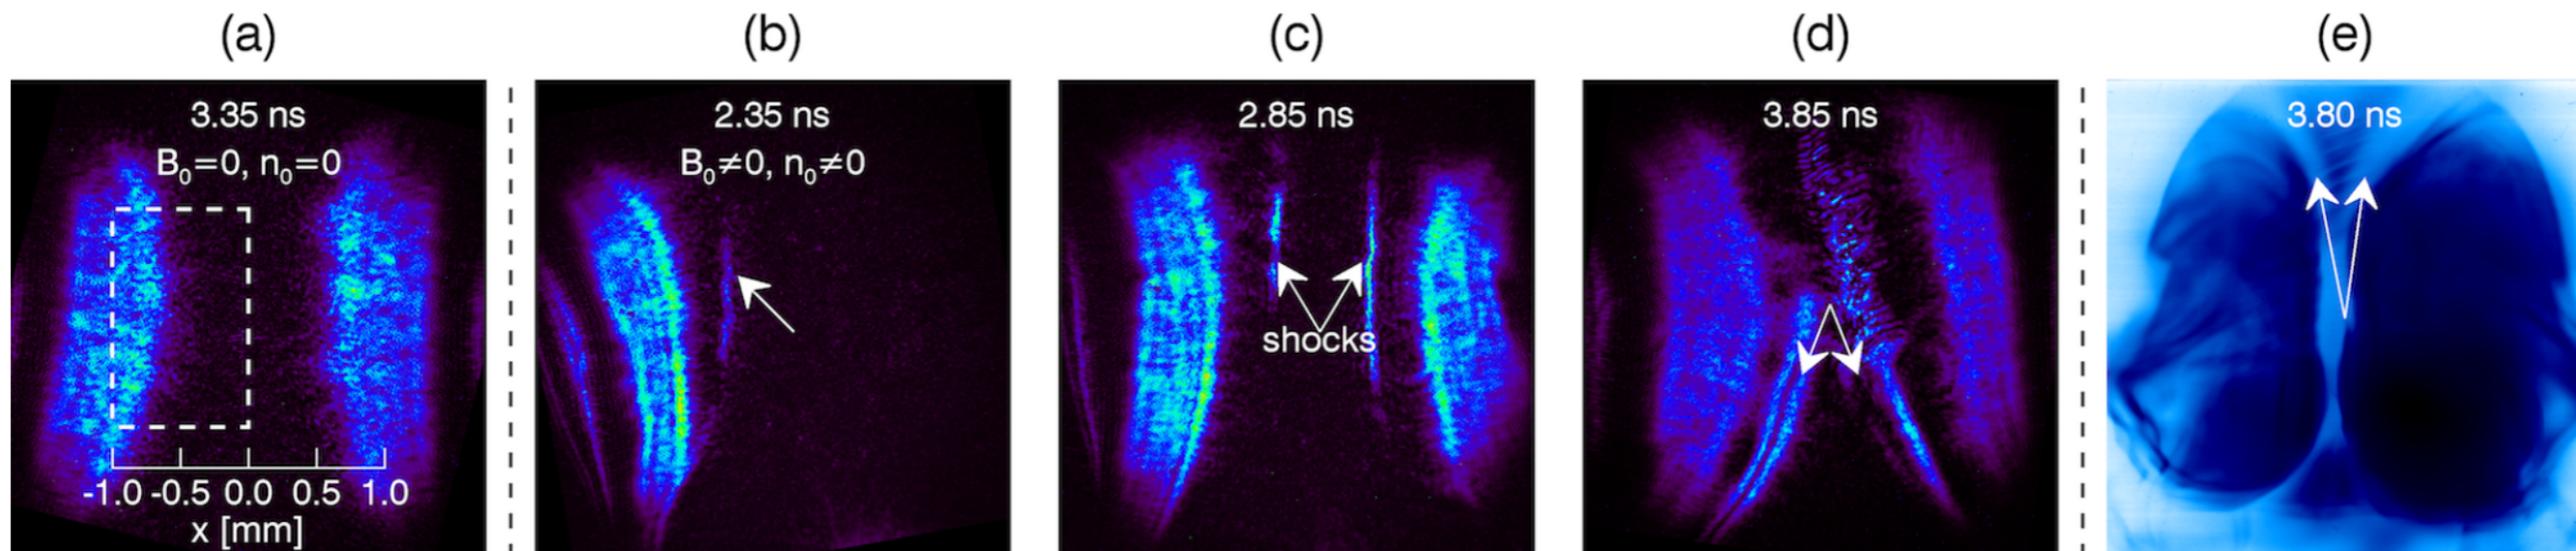 (a)
(b)
(c)
(d)
(e)
3.35 ns
B₀=0, n₀=0
-1.0 -0.5 0.0 0.5 1.0
x [mm]
2.35 ns
B₀≠0, n₀≠0
2.85 ns
shocks
3.85 ns
3.80 ns